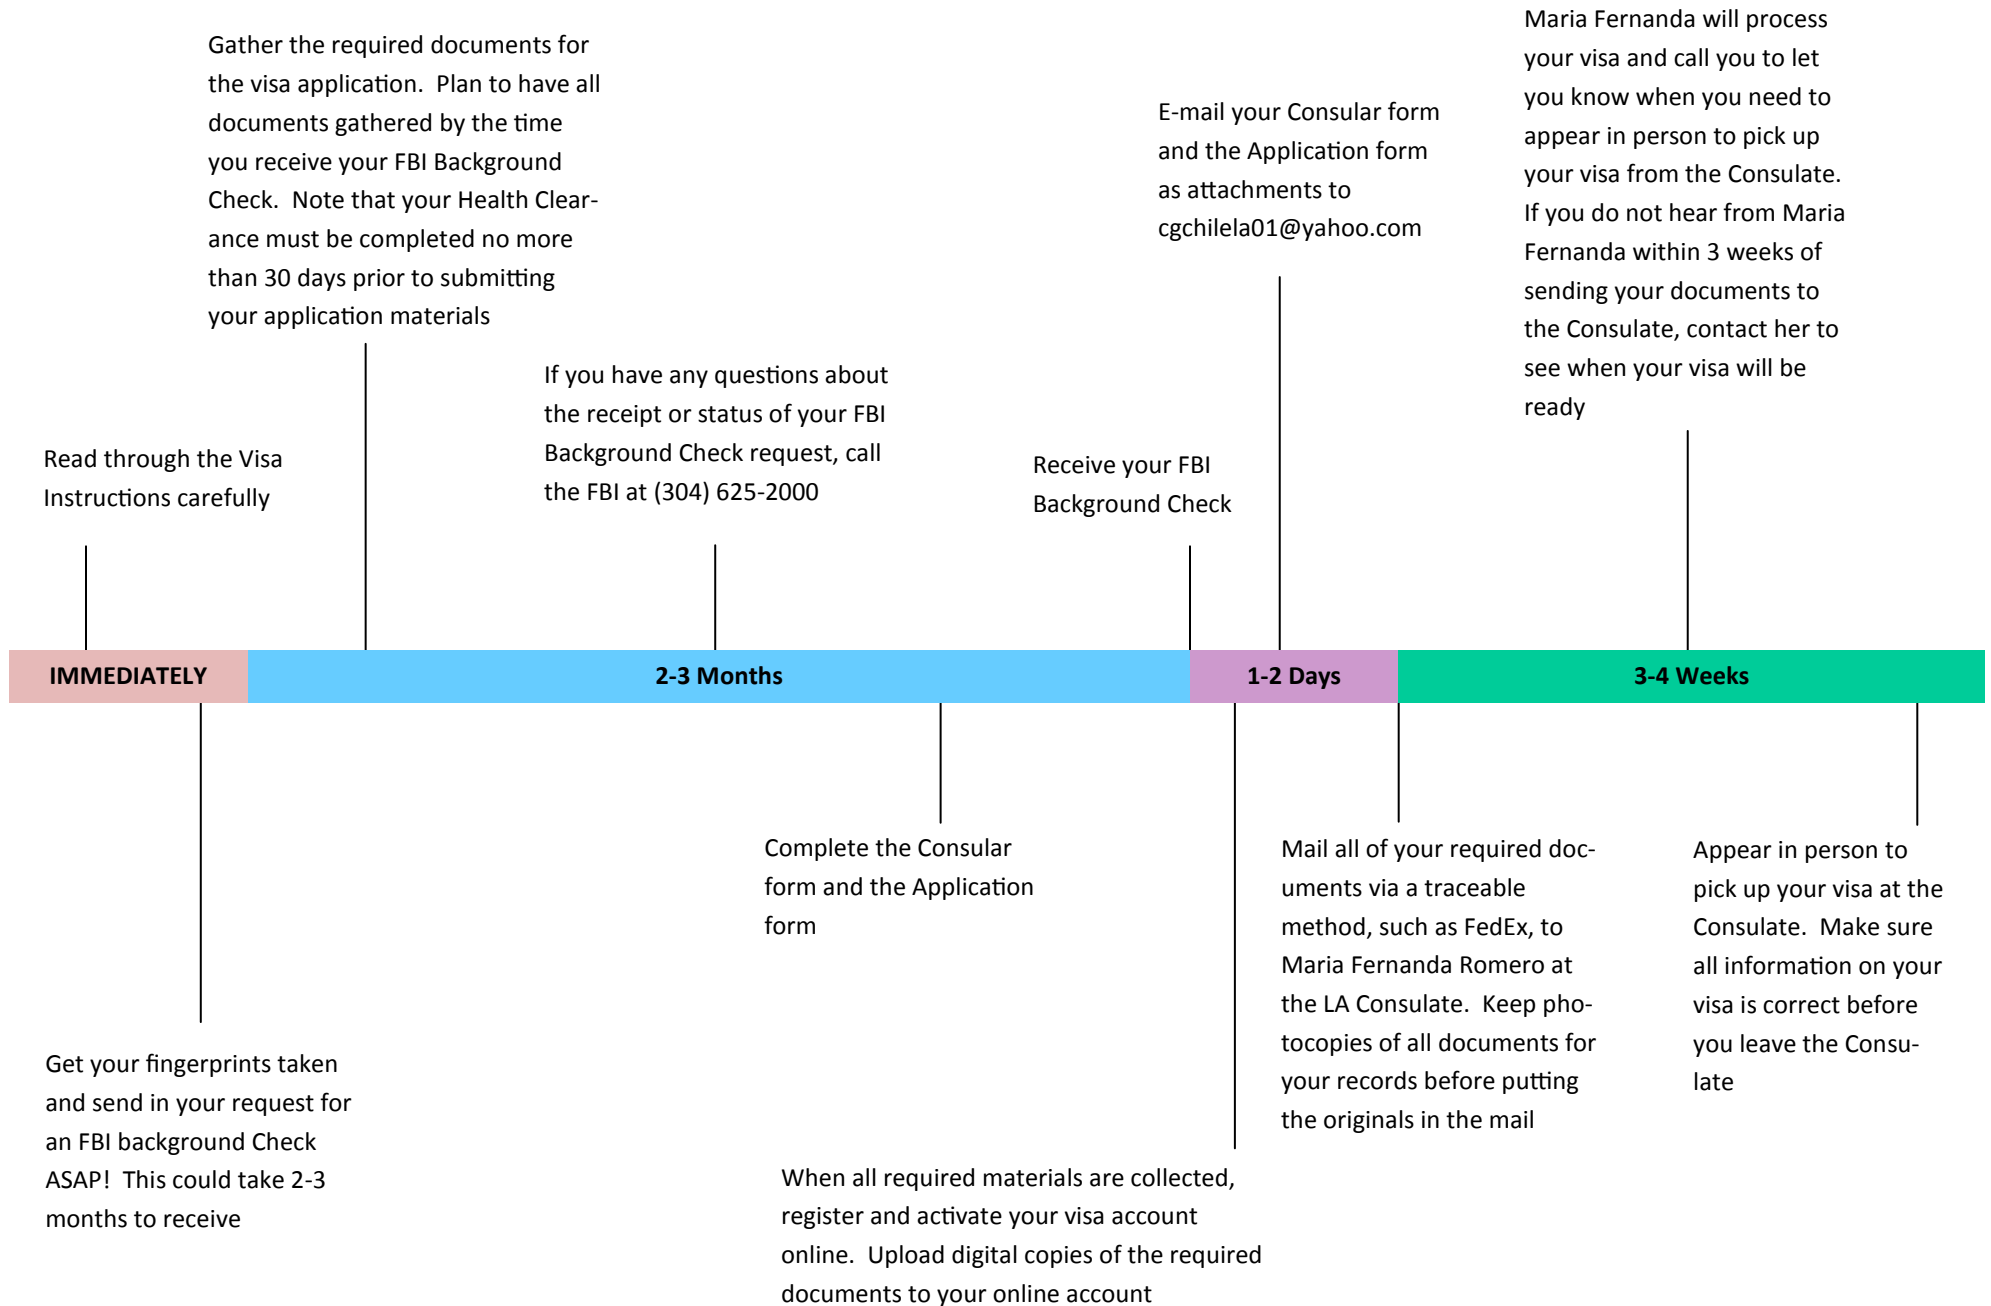 Gather the required documents for
the visa application.  Plan to have all
documents gathered by the time
you receive your FBI Background
Check.  Note that your Health Clear-
ance must be completed no more
than 30 days prior to submitting
your application materials
Maria Fernanda will process
your visa and call you to let
you know when you need to
appear in person to pick up
your visa from the Consulate.
If you do not hear from Maria
Fernanda within 3 weeks of
sending your documents to
the Consulate, contact her to
see when your visa will be
ready
E-mail your Consular form
and the Application form
as attachments to
cgchilela01@yahoo.com
If you have any questions about
the receipt or status of your FBI
Background Check request, call
the FBI at (304) 625-2000
Read through the Visa
Instructions carefully
Receive your FBI
Background Check
IMMEDIATELY
2-3 Months
1-2 Days
3-4 Weeks
Complete the Consular
form and the Application
form
Mail all of your required doc-
uments via a traceable
method, such as FedEx, to
Maria Fernanda Romero at
the LA Consulate.  Keep pho-
tocopies of all documents for
your records before putting
the originals in the mail
Appear in person to
pick up your visa at the
Consulate.  Make sure
all information on your
visa is correct before
you leave the Consu-
late
Get your fingerprints taken
and send in your request for
an FBI background Check
ASAP!  This could take 2-3
months to receive
When all required materials are collected,
register and activate your visa account
online.  Upload digital copies of the required
documents to your online account